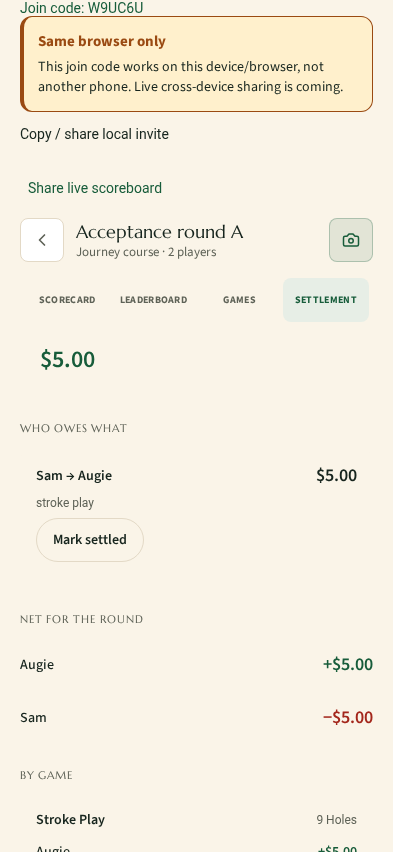 Join code: W9UC6U
Same browser only
This join code works on this device/browser, not
another phone. Live cross-device sharing is coming.
Copy / share local invite
Share live scoreboard
Acceptance round A
Journey course · 2 players
SCORECARD LEADERBOARD GAMES SETTLEMENT
$5.00
WHO OWES WHAT
Sam → Augie $5.00
stroke play
Mark settled
NET FOR THE ROUND
Augie +$5.00
Sam −$5.00
BY GAME
Stroke Play 9 Holes
Augie +$5.00